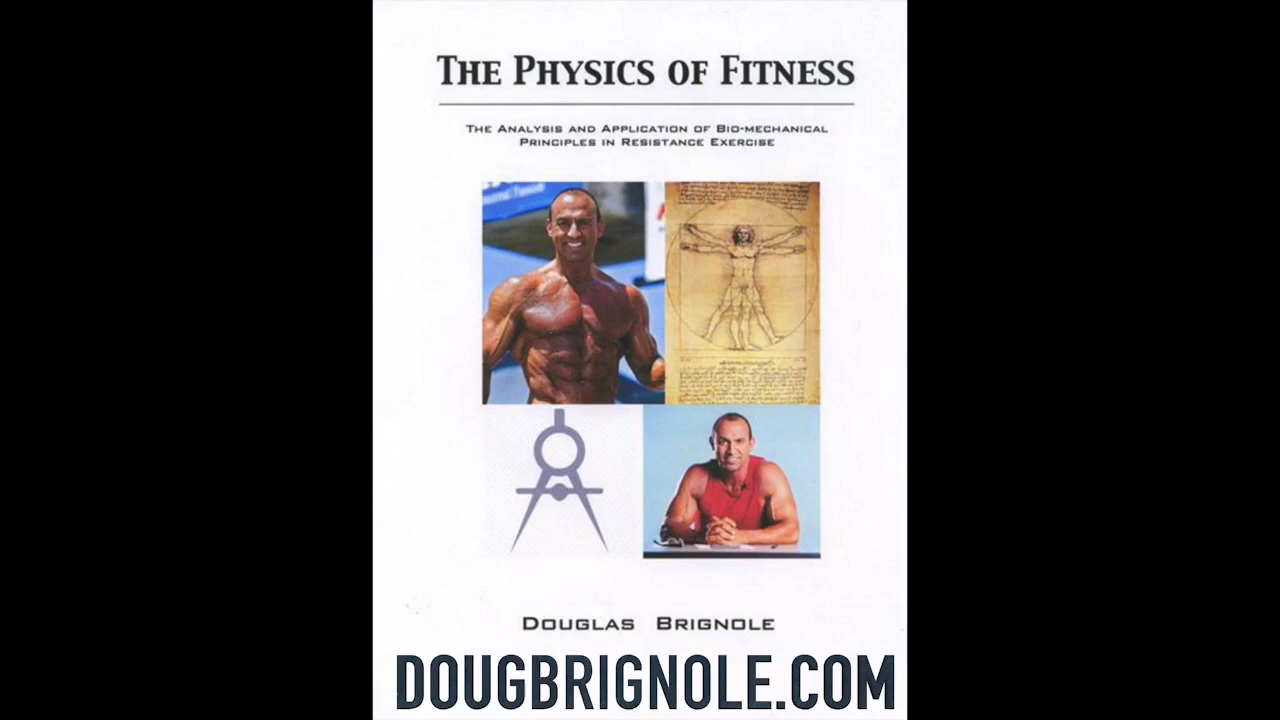 The Physics of Fitness
The Analysis and Application of Bio-mechanical
Principles in Resistance Exercise
Douglas Brignole
DOUGBRIGNOLE.COM